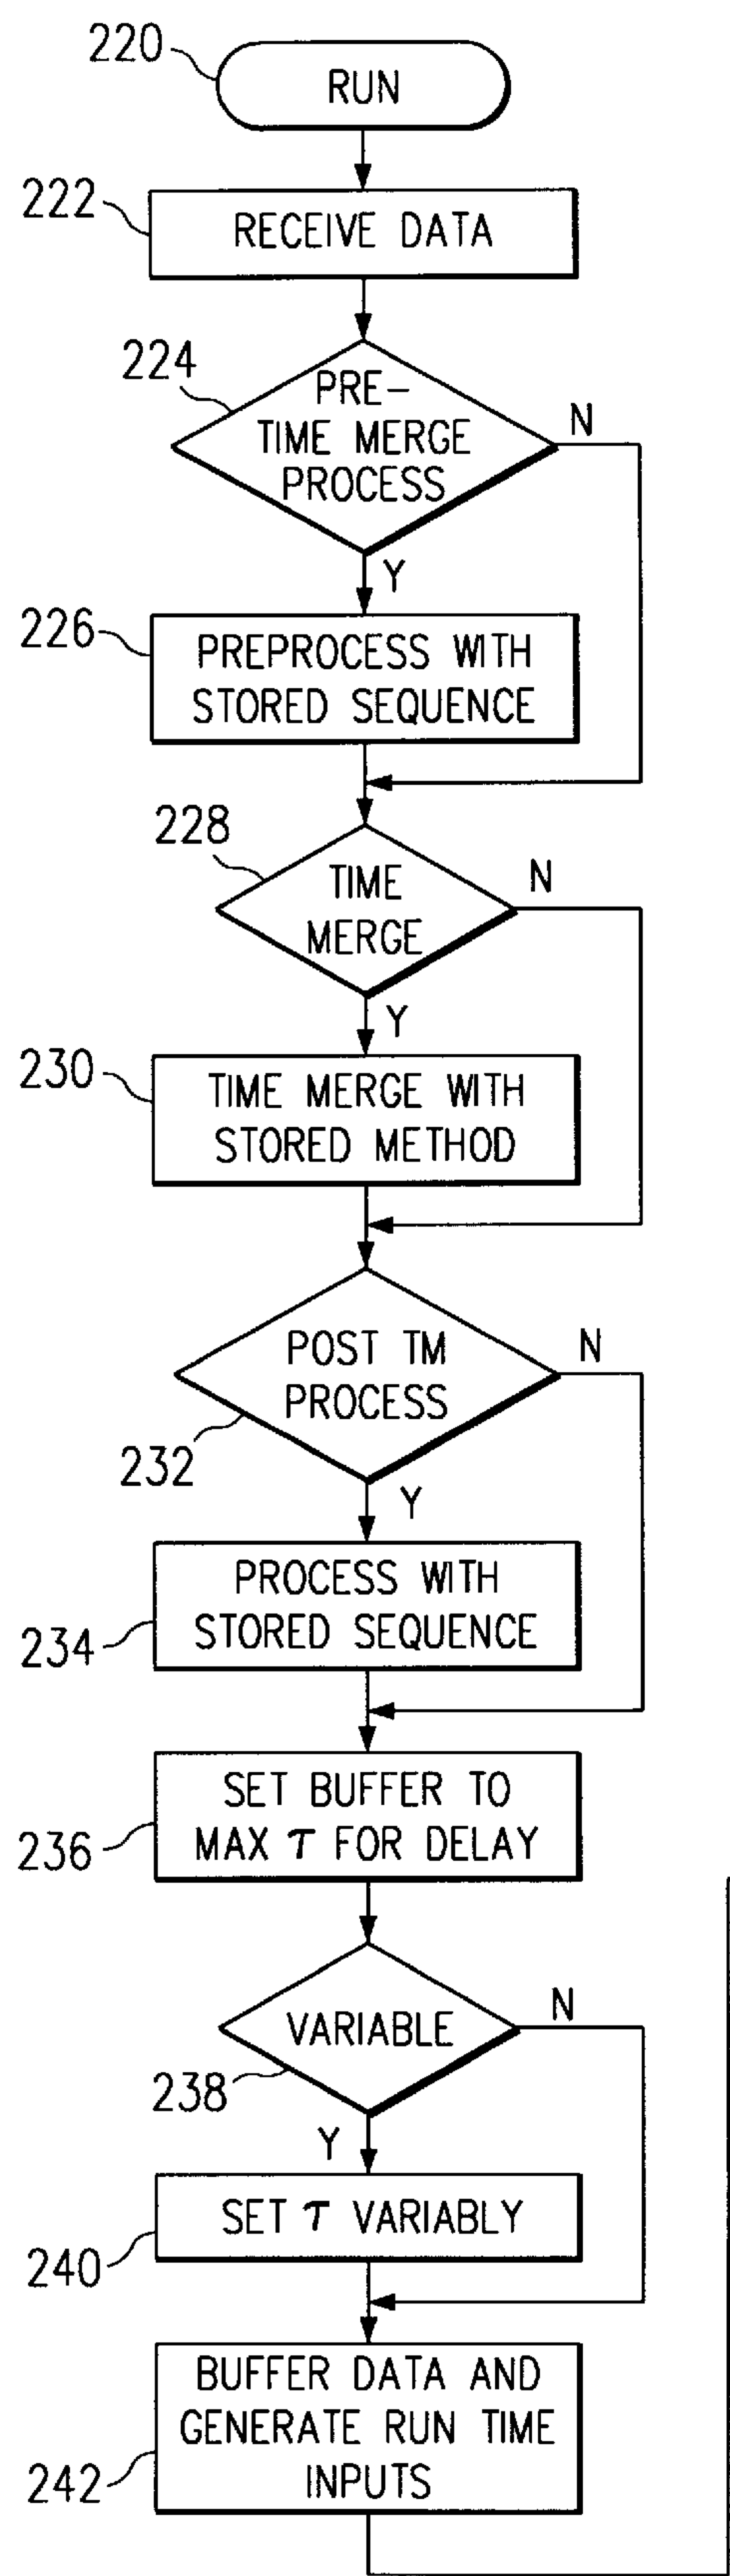 220
RUN
222
RECEIVE DATA
224
PRE-
TIME MERGE
PROCESS
N
Y
226
PREPROCESS WITH
STORED SEQUENCE
228
TIME
MERGE
N
Y
230
TIME MERGE WITH
STORED METHOD
POST TM
PROCESS
N
232
Y
PROCESS WITH
STORED SEQUENCE
234
SET BUFFER TO
MAX τ FOR DELAY
236
VARIABLE
N
238
Y
SET τ VARIABLY
240
BUFFER DATA AND
GENERATE RUN TIME
INPUTS
242